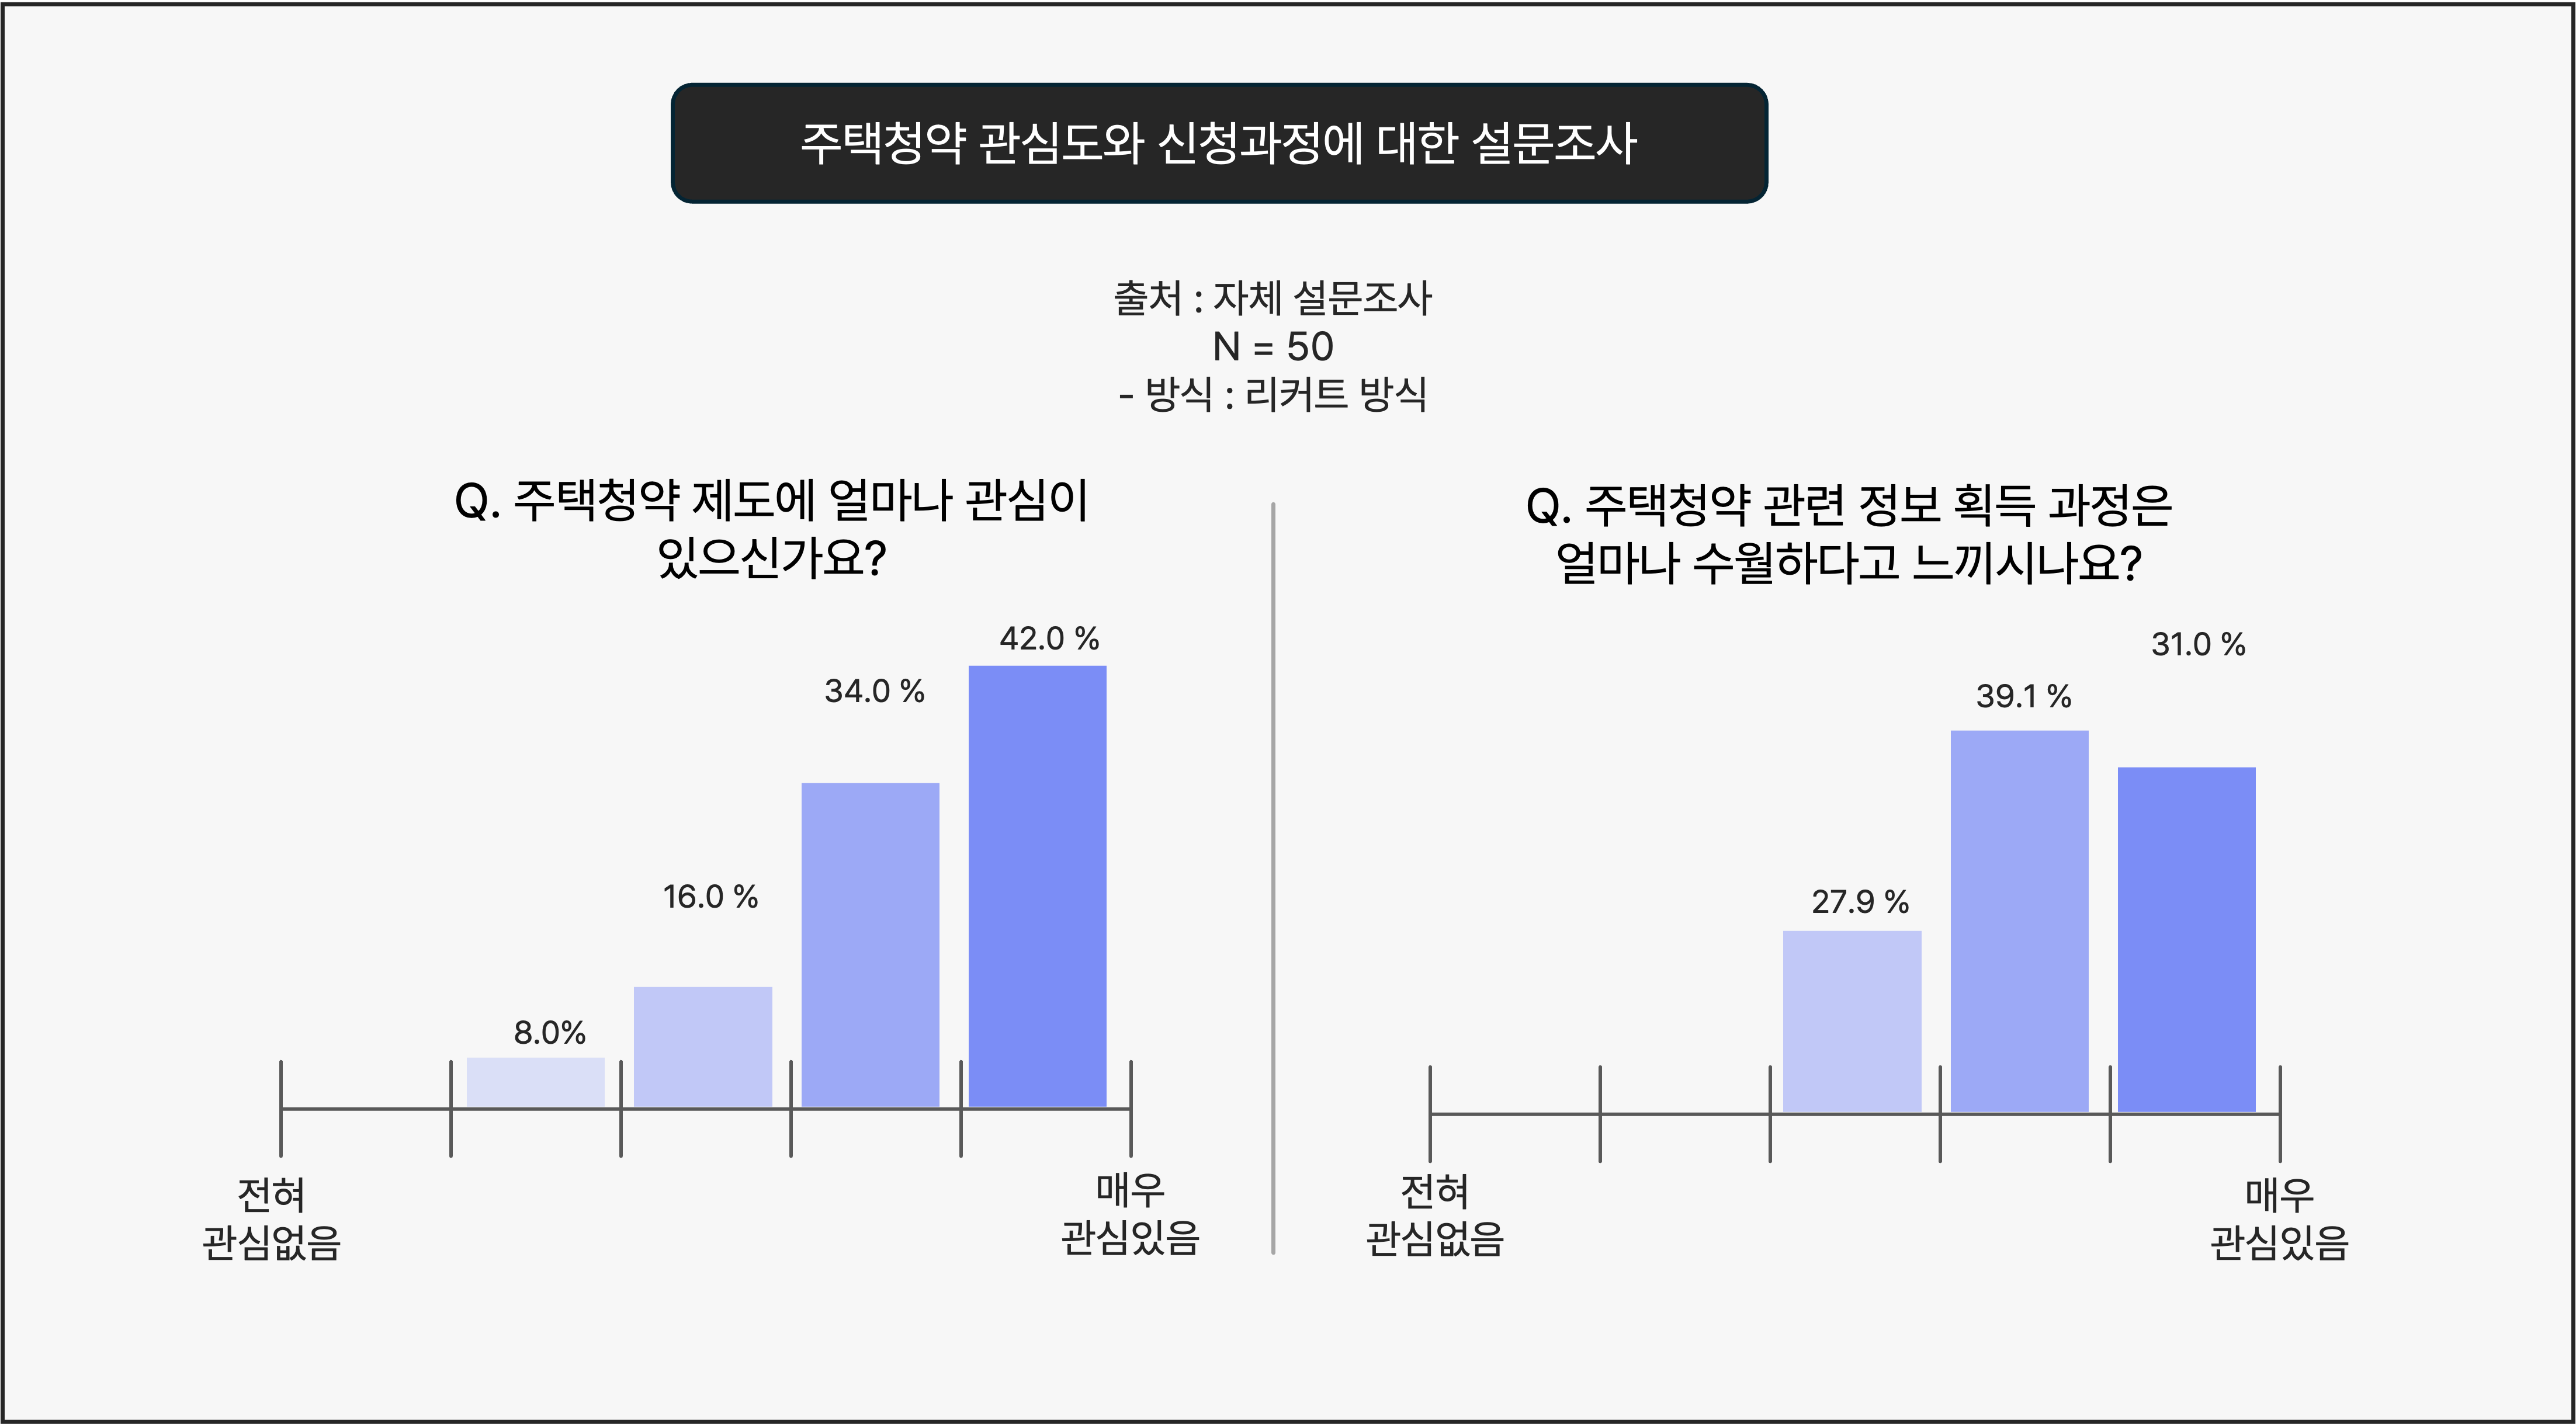 주택청약 관심도와 신청과정에 대한 설문조사
출처 : 자체 설문조사
N = 50
- 방식 : 리커트 방식
Q. 주택청약 제도에 얼마나 관심이
있으신가요?
42.0 %
34.0 %
16.0 %
8.0%
전혀
관심없음
매우
관심있음
Q. 주택청약 관련 정보 획득 과정은
얼마나 수월하다고 느끼시나요?
31.0 %
39.1 %
27.9 %
전혀
관심없음
매우
관심있음